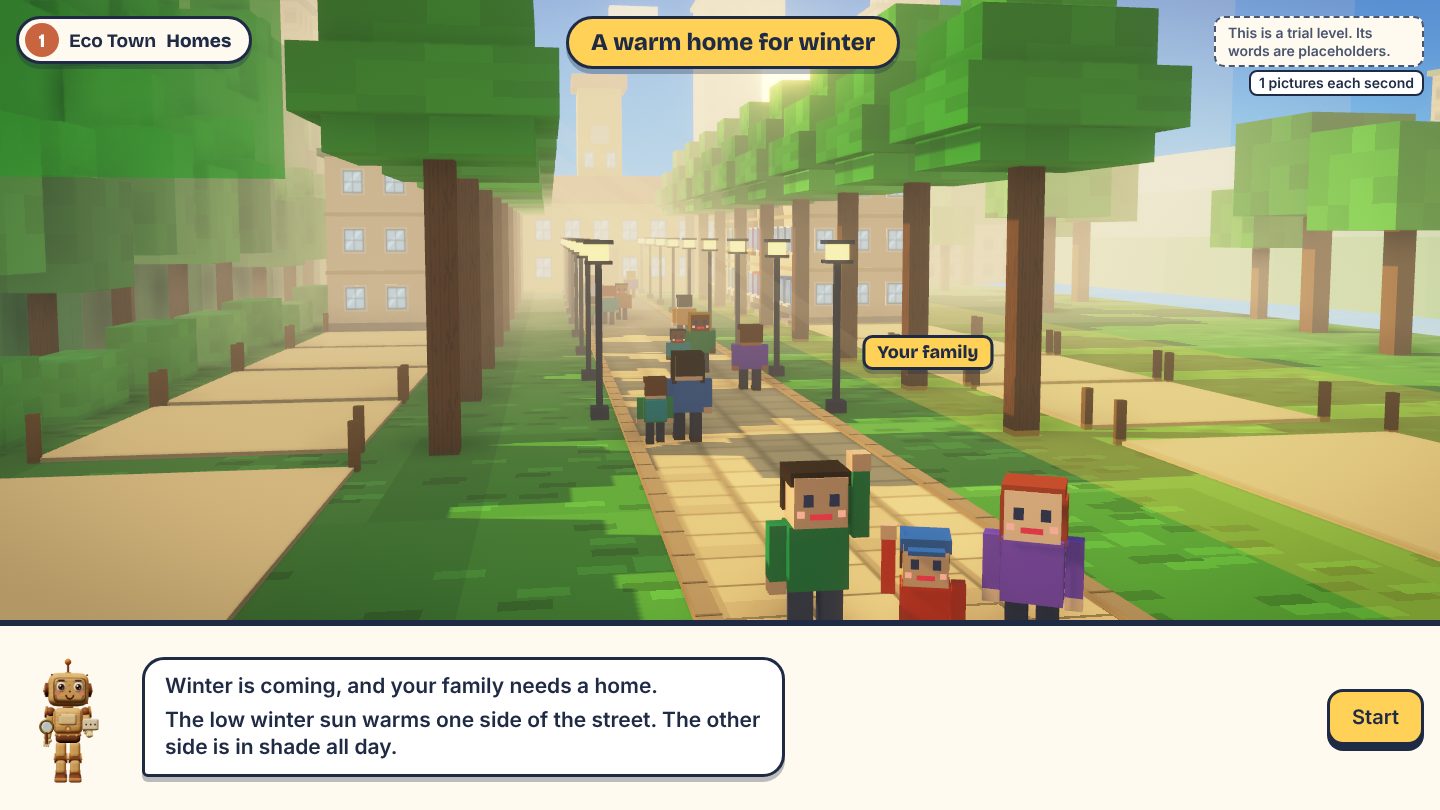 1 Eco Town Homes
A warm home for winter
This is a trial level. Its
words are placeholders.
1 pictures each second
Your family
Winter is coming, and your family needs a home.
The low winter sun warms one side of the street. The other
side is in shade all day.
Start